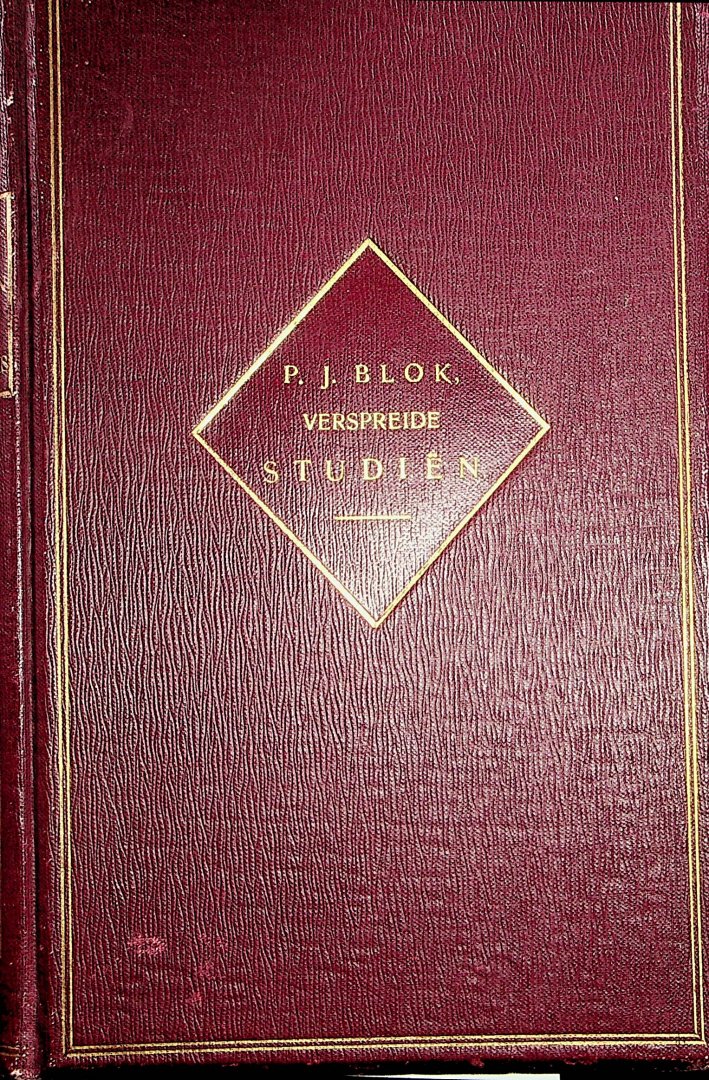 P. J. BLOK,
VERSPREIDE
STUDIËN